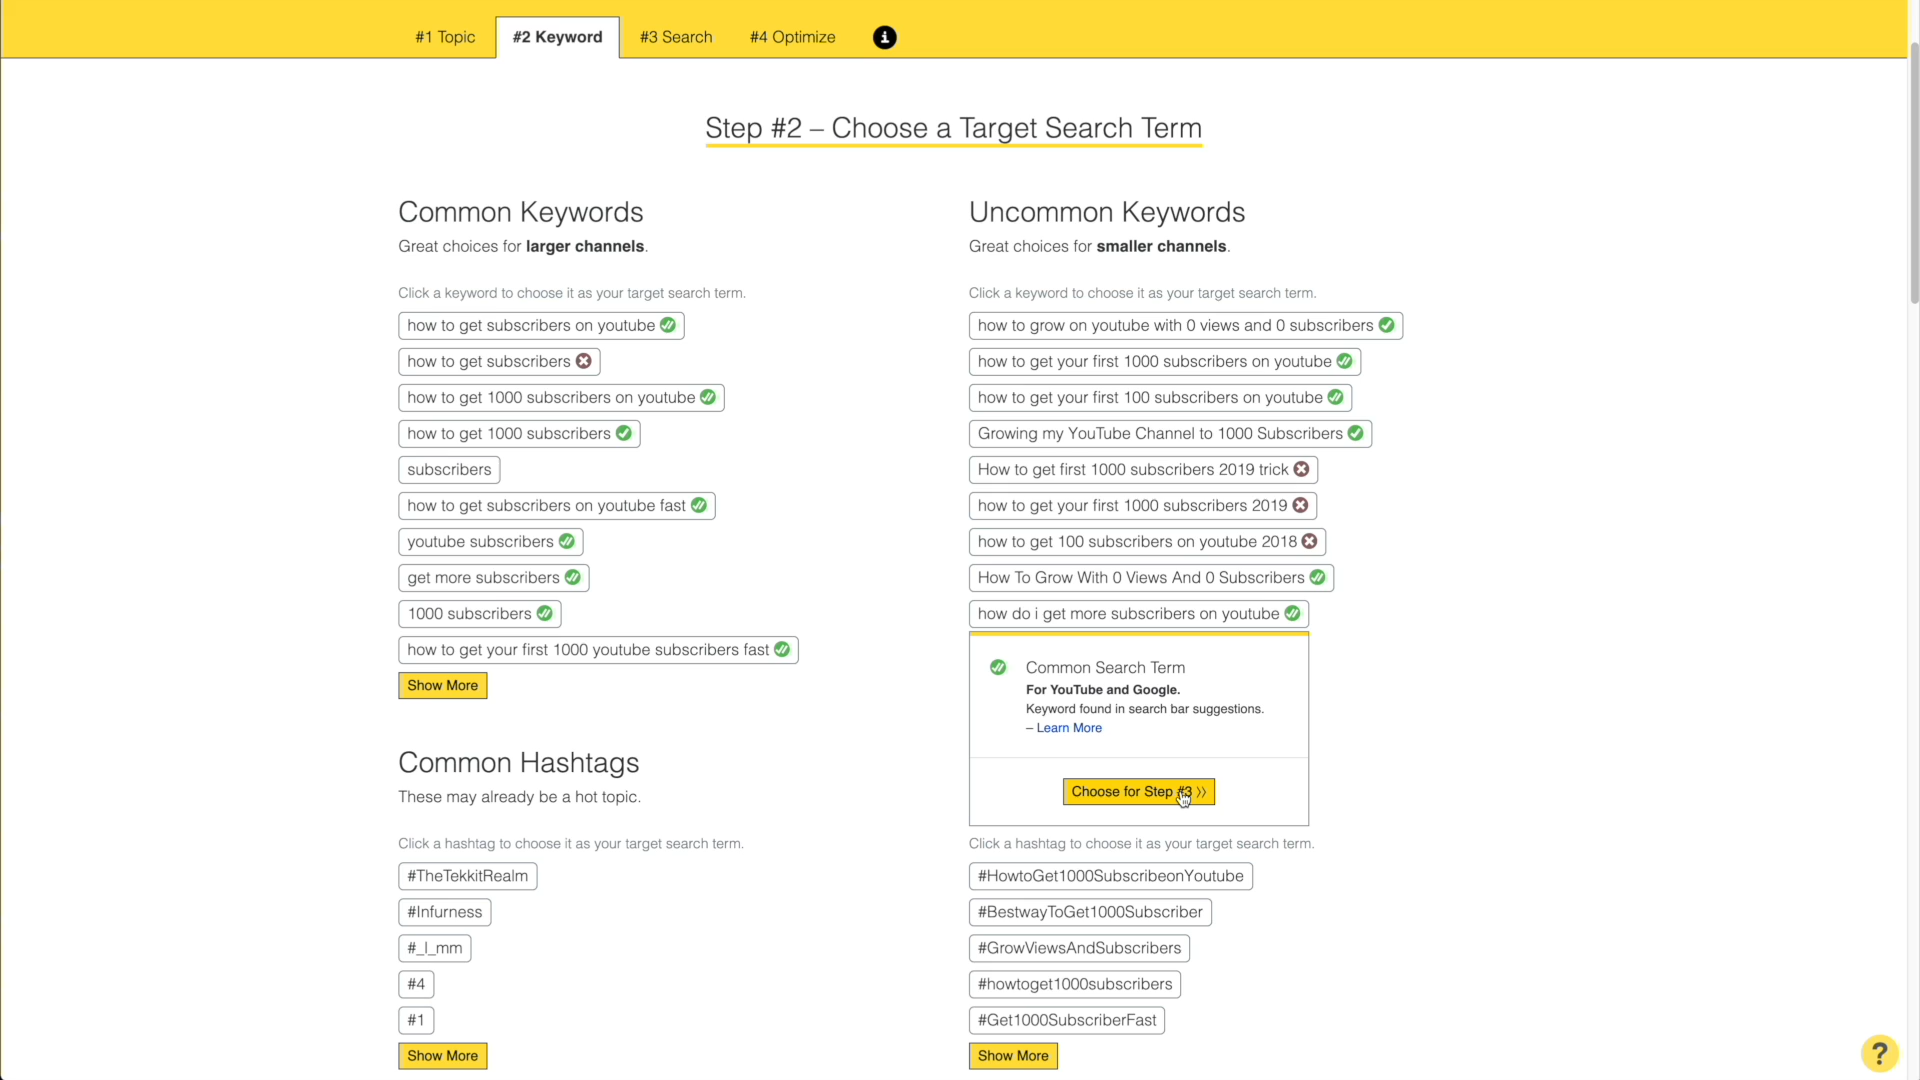 #1 Topic
#2 Keyword
#3 Search
#4 Optimize
Step #2 – Choose a Target Search Term
Common Keywords
Great choices for larger channels.
Click a keyword to choose it as your target search term.
how to get subscribers on youtube
how to get subscribers
how to get 1000 subscribers on youtube
how to get 1000 subscribers
subscribers
how to get subscribers on youtube fast
youtube subscribers
get more subscribers
1000 subscribers
how to get your first 1000 youtube subscribers fast
Show More
Uncommon Keywords
Great choices for smaller channels.
Click a keyword to choose it as your target search term.
how to grow on youtube with 0 views and 0 subscribers
how to get your first 1000 subscribers on youtube
how to get your first 100 subscribers on youtube
Growing my YouTube Channel to 1000 Subscribers
How to get first 1000 subscribers 2019 trick
how to get your first 1000 subscribers 2019
how to get 100 subscribers on youtube 2018
How To Grow With 0 Views And 0 Subscribers
how do i get more subscribers on youtube
Common Search Term
For YouTube and Google.
Keyword found in search bar suggestions.
– Learn More
Choose for Step #3 »
Common Hashtags
These may already be a hot topic.
Click a hashtag to choose it as your target search term.
#TheTekkitRealm
#Infurness
#_I_mm
#4
#1
Show More
Click a hashtag to choose it as your target search term.
#HowtoGet1000SubscribeonYoutube
#BestwayToGet1000Subscriber
#GrowViewsAndSubscribers
#howtoget1000subscribers
#Get1000SubscriberFast
Show More
?